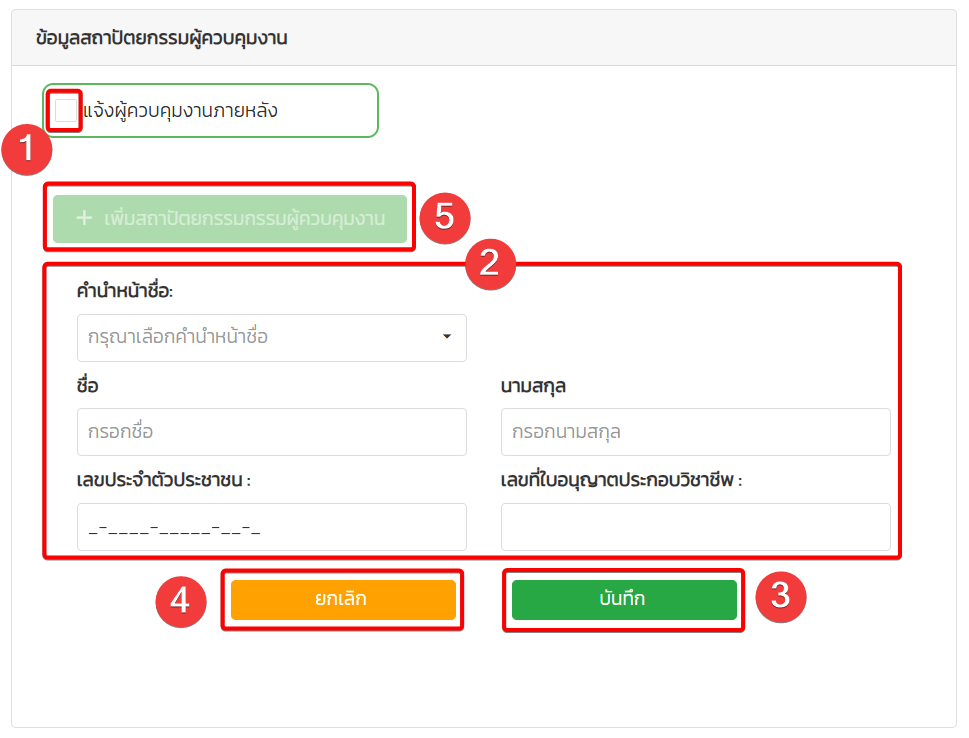 ข้อมูลสถาปัตยกรรมผู้ควบคุมงาน
แจ้งผู้ควบคุมงานภายหลัง
1
+ เพิ่มสถาปัตยกรรมกรรมผู้ควบคุมงาน
5
2
คำนำหน้าชื่อ:
กรุณาเลือกคำนำหน้าชื่อ
ชื่อ นามสกุล
กรอกชื่อ กรอกนามสกุล
เลขประจำตัวประชาชน : เลขที่ใบอนุญาตประกอบวิชาชีพ :
_-____-_____-__-_
4 ยกเลิก บันทึก 3